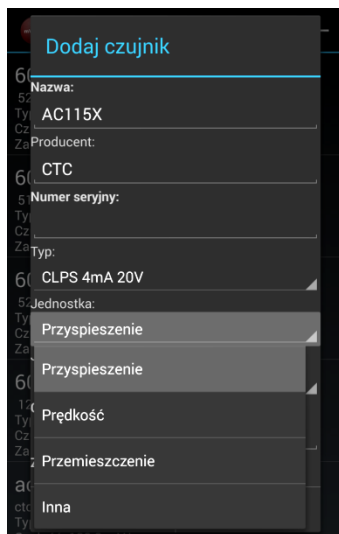 Dodaj czujnik
Nazwa:
AC115X
Producent:
CTC
Numer seryjny:
Typ:
CLPS 4mA 20V
Jednostka:
Przyspieszenie
Przyspieszenie
Prędkość
Przemieszczenie
Inna